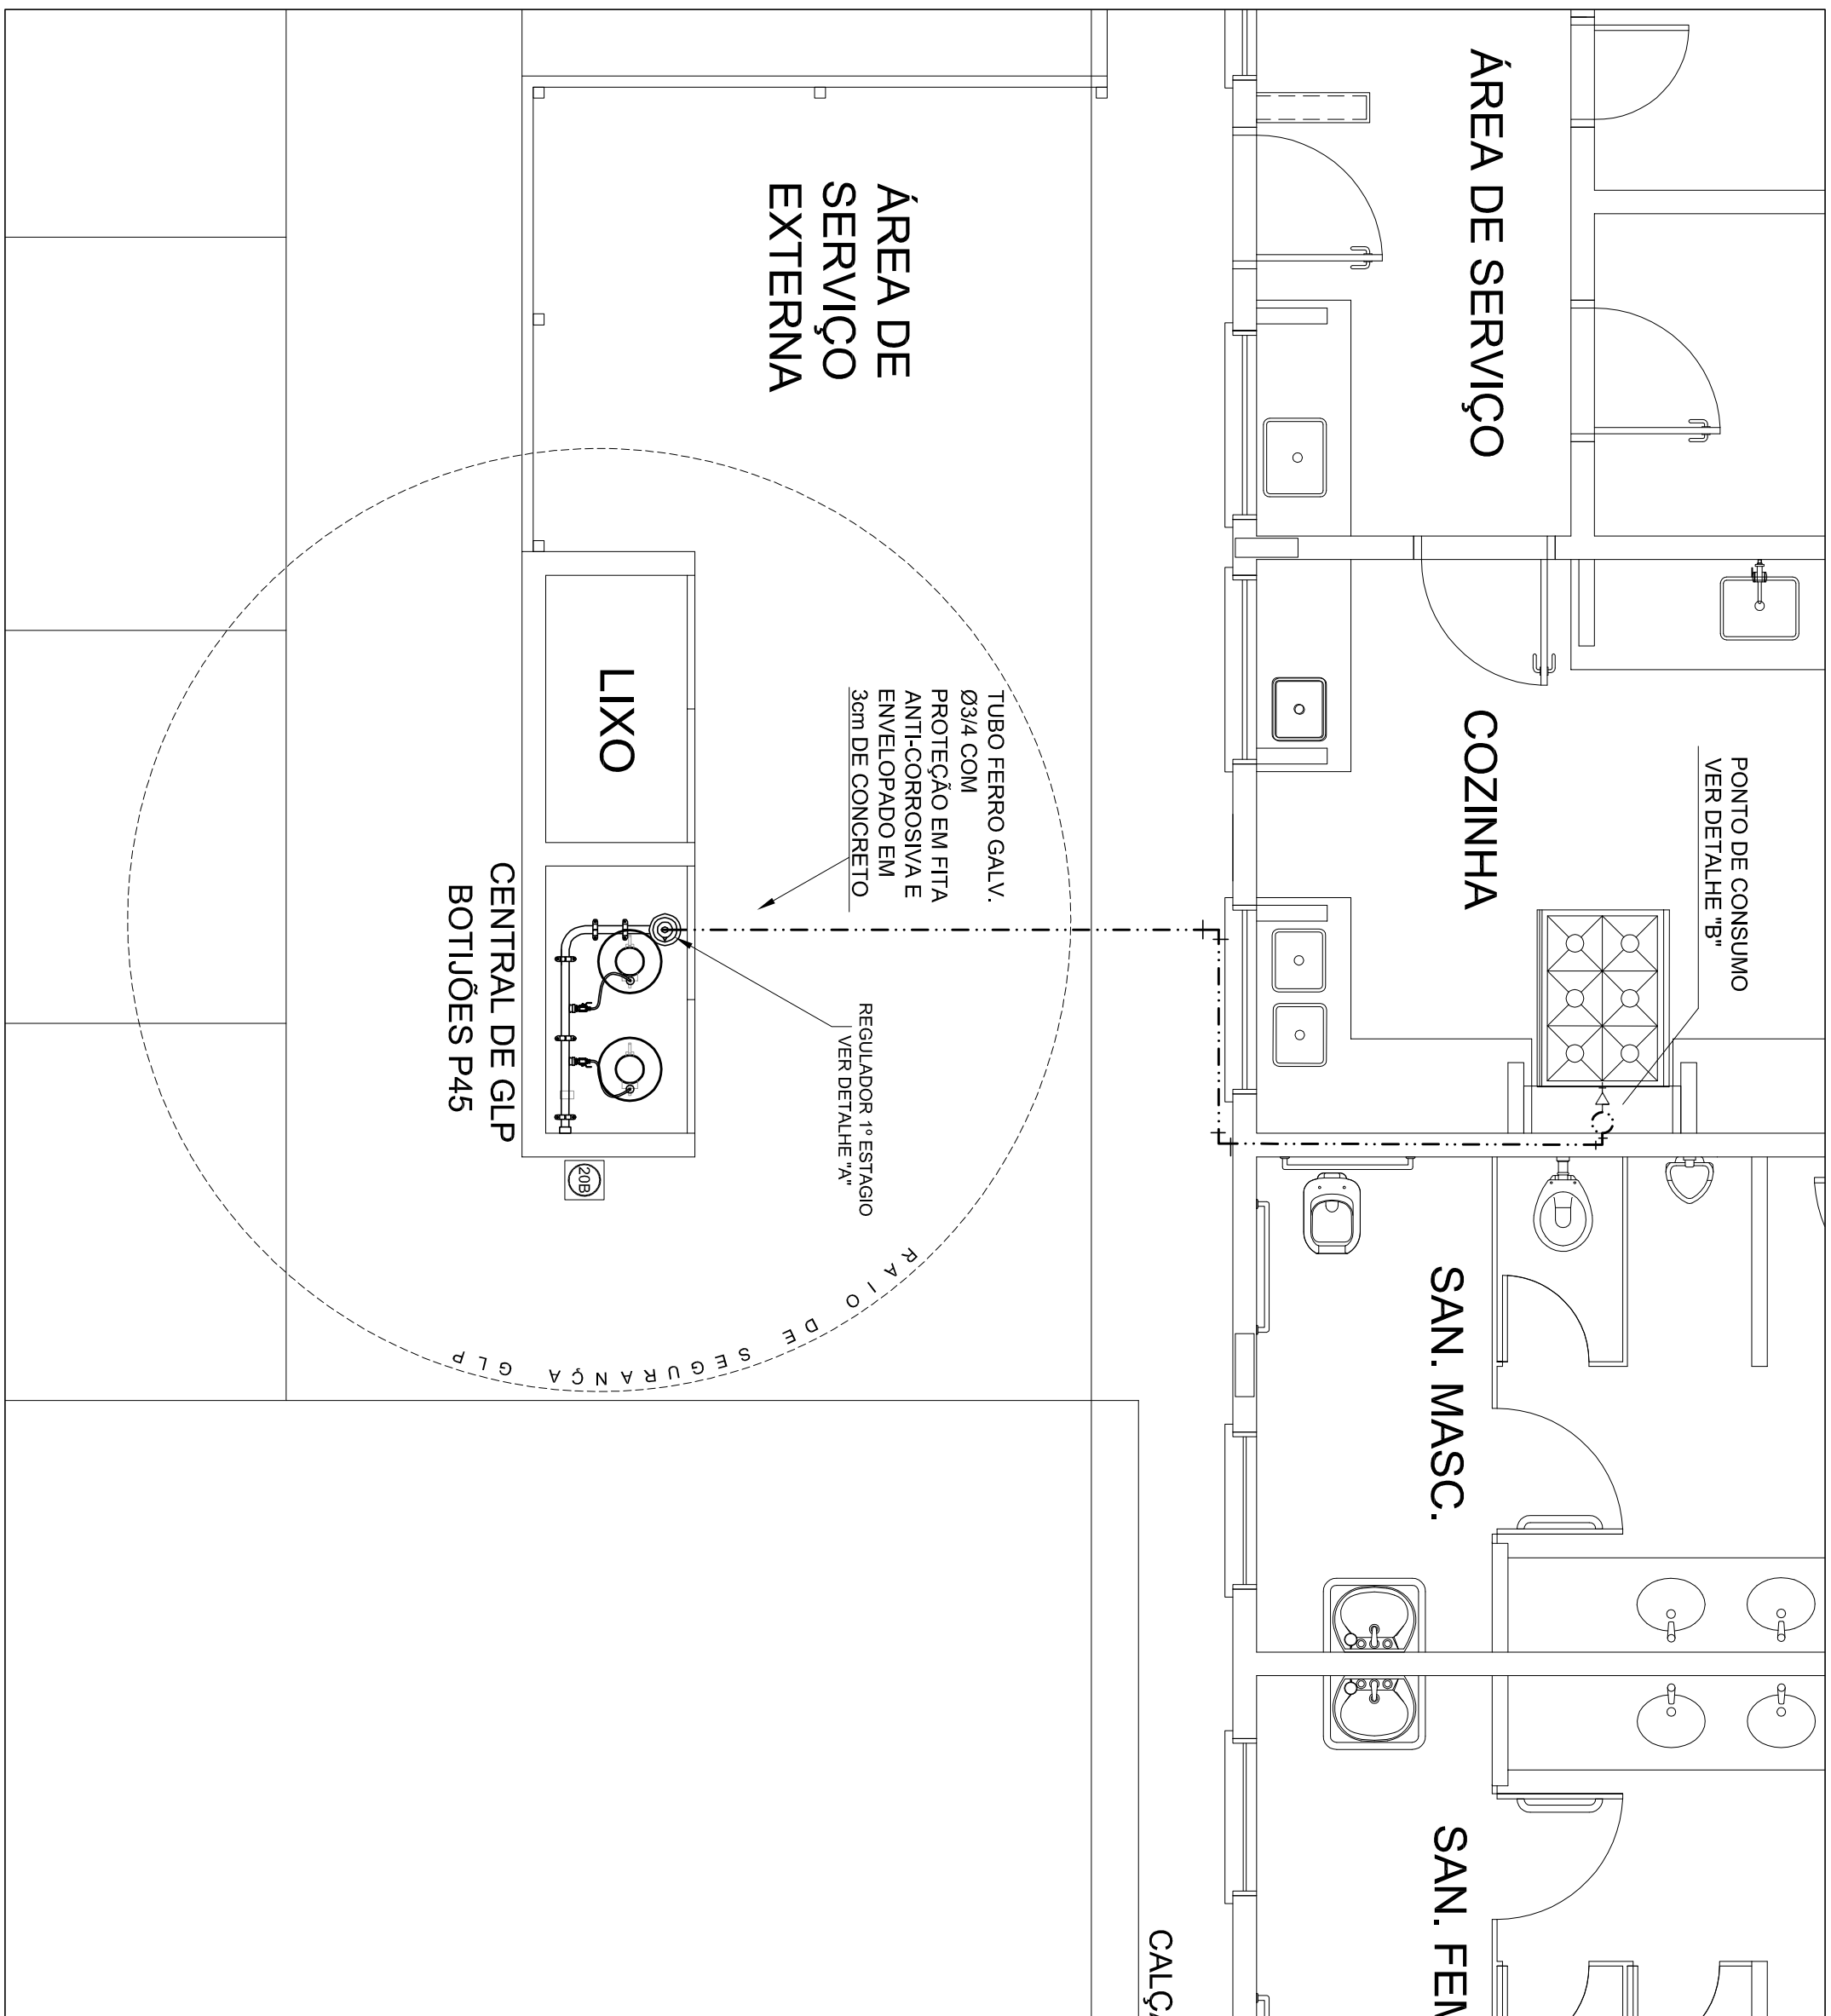 ÁREA DE SERVIÇO
ÁREA DE
SERVIÇO
EXTERNA
COZINHA
PONTO DE CONSUMO
VER DETALHE "B"
TUBO FERRO GALV.
Ø3/4 COM
PROTEÇÃO EM FITA
ANTI-CORROSIVA E
ENVELOPADO EM
3cm DE CONCRETO
LIXO
CENTRAL DE GLP
BOTIJÕES P45
REGULADOR 1º ESTAGIO
VER DETALHE "A"
20B
RAIO DE SEGURANÇA GLP
SAN. MASC.
SAN. FEM
CALÇA